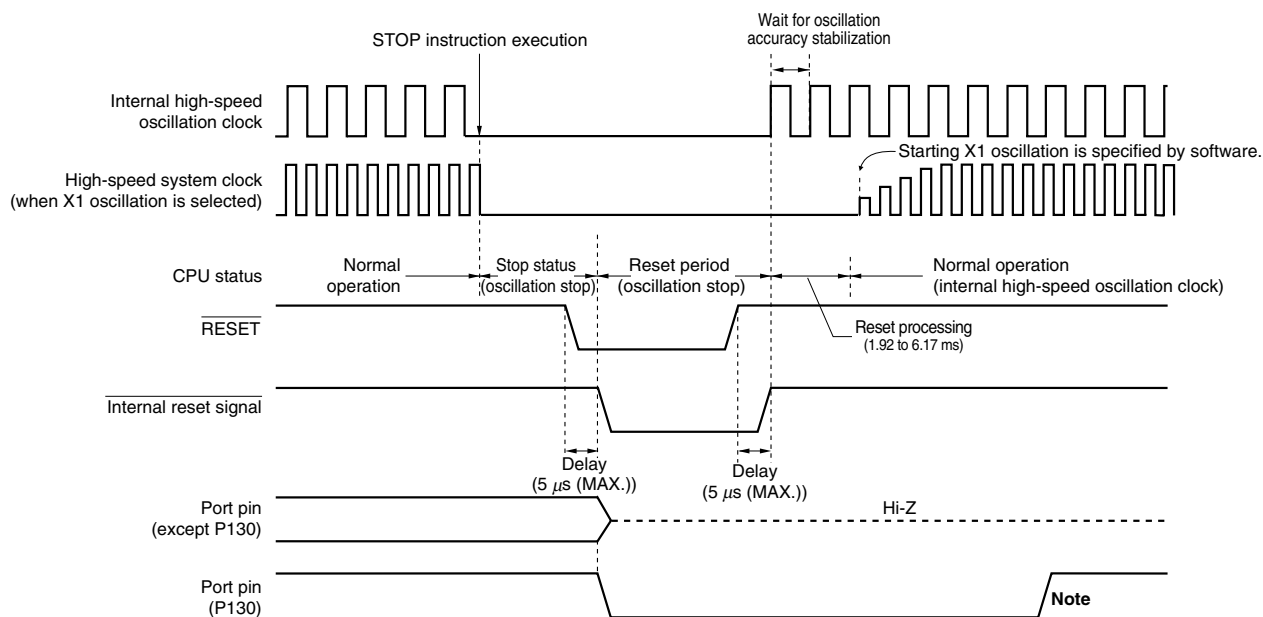 Wait for oscillation
accuracy stabilization
STOP instruction execution
Internal high-speed
oscillation clock
Starting X1 oscillation is specified by software.
High-speed system clock
(when X1 oscillation is selected)
CPU status
Normal
operation
Stop status
(oscillation stop)
Reset period
(oscillation stop)
Normal operation
(internal high-speed oscillation clock)
RESET
Reset processing
(1.92 to 6.17 ms)
Internal reset signal
Delay
(5 μs (MAX.))
Delay
(5 μs (MAX.))
Port pin
(except P130)
Hi-Z
Port pin
(P130)
Note